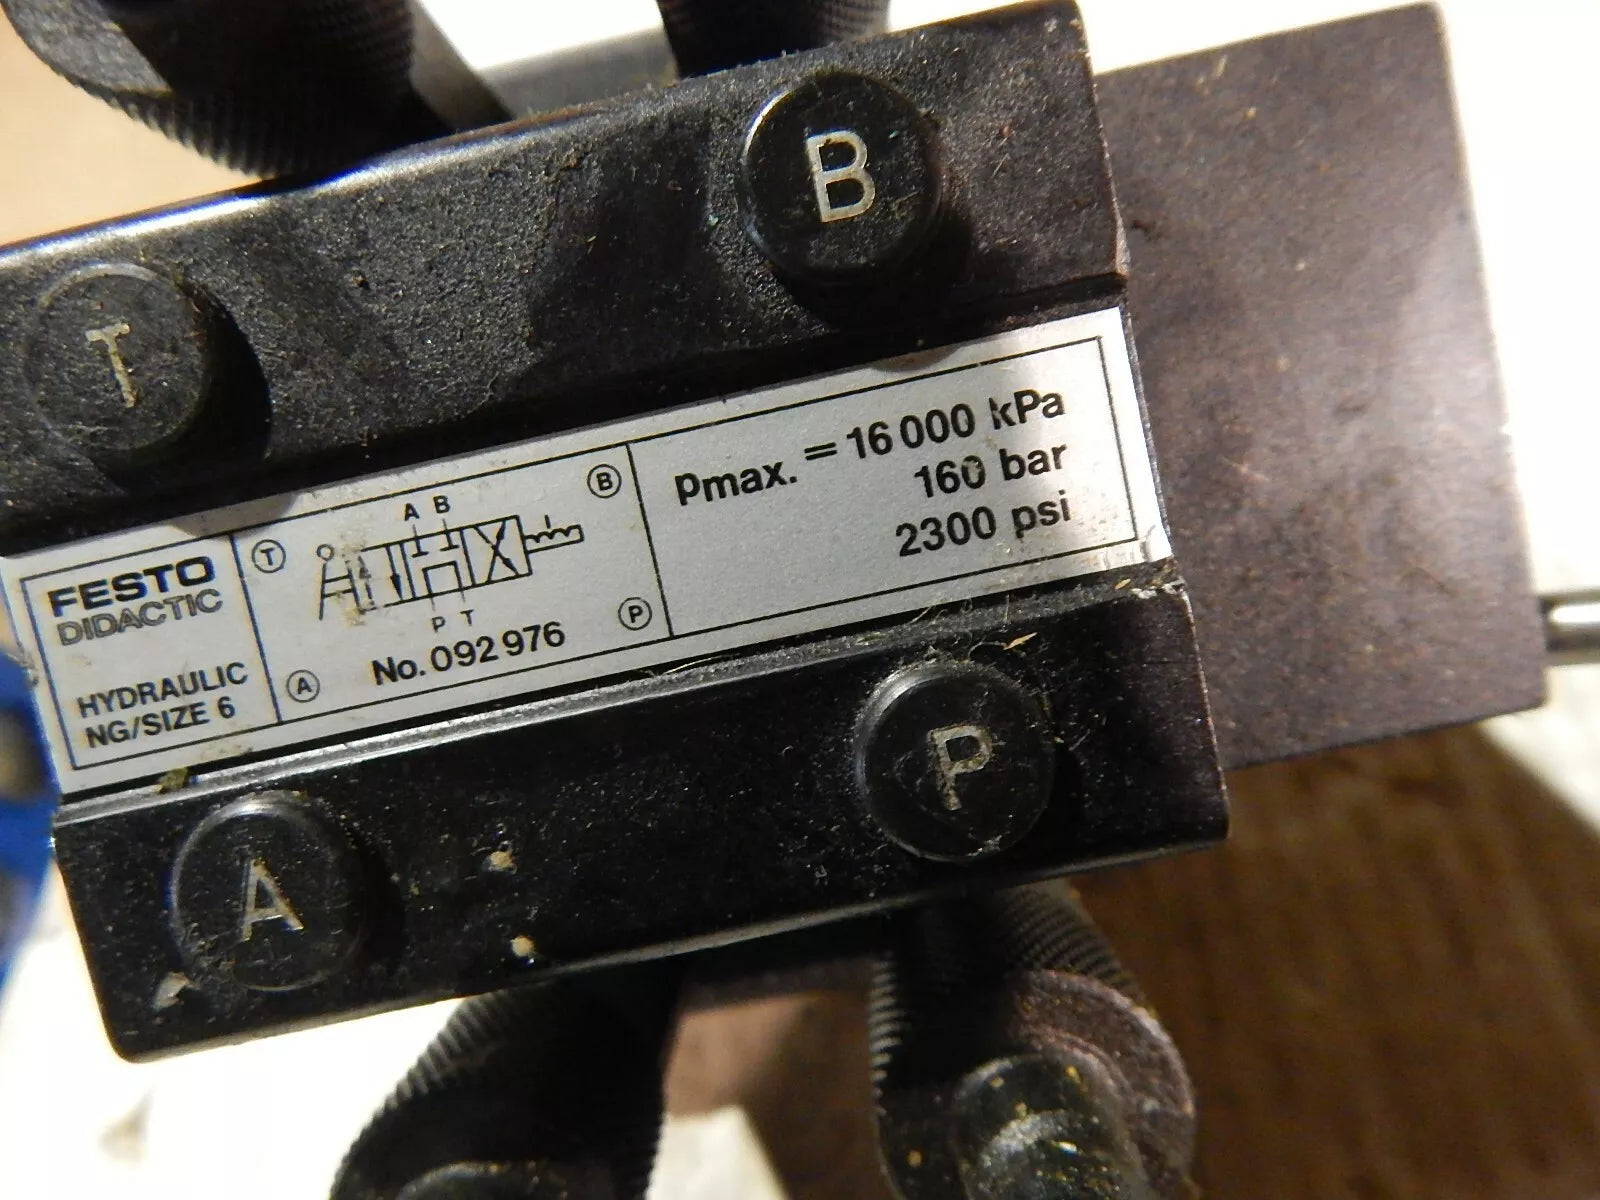 B
T
Pmax. = 16 000 kPa
160 bar
2300 psi
FESTO
DIDACTIC
HYDRAULIC
NG/SIZE 6
T
A B
B
P T
A
No. 092 976
P
A
P